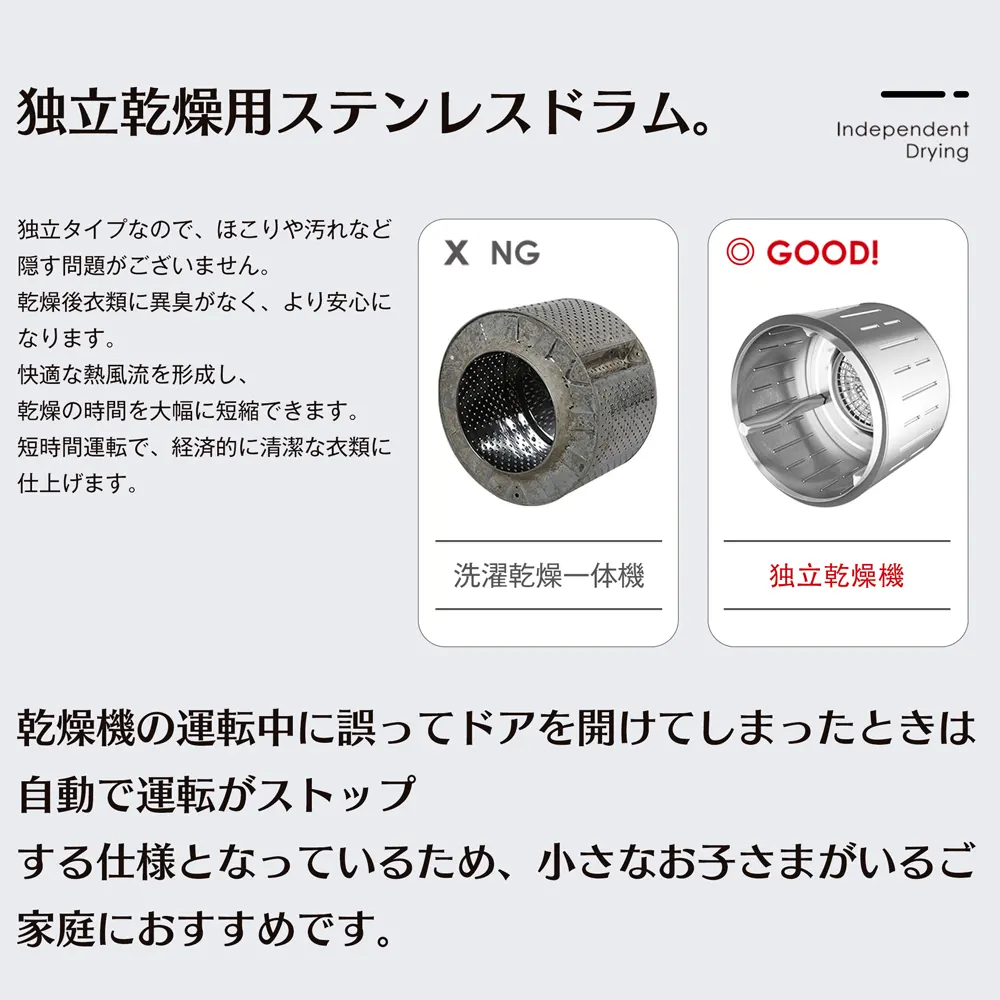 独立乾燥用ステンレスドラム。
Independent
Drying
独立タイプなので、ほこりや汚れなど
隠す問題がございません。
乾燥後衣類に異臭がなく、より安心に
なります。
快適な熱風流を形成し、
乾燥の時間を大幅に短縮できます。
短時間運転で、経済的に清潔な衣類に
仕上げます。
X NG
洗濯乾燥一体機
◎ GOOD!
独立乾燥機
乾燥機の運転中に誤ってドアを開けてしまったときは
自動で運転がストップ
する仕様となっているため、小さなお子さまがいるご
家庭におすすめです。